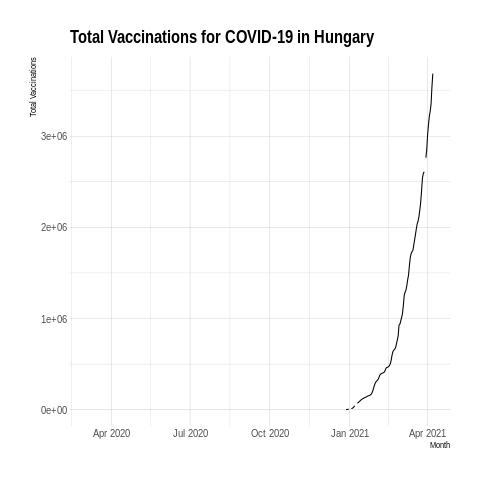 Total Vaccinations for COVID-19 in Hungary
Total Vaccinations
3e+06
2e+06
1e+06
0e+00
Apr 2020 Jul 2020 Oct 2020 Jan 2021 Apr 2021
Month